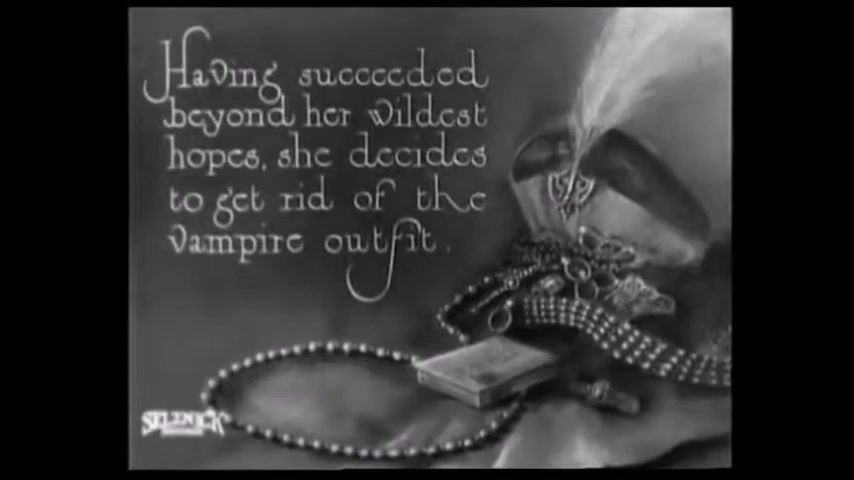 Having succeeded
beyond her wildest
hopes, she decides
to get rid of the
vampire outfit.
SELZNICK